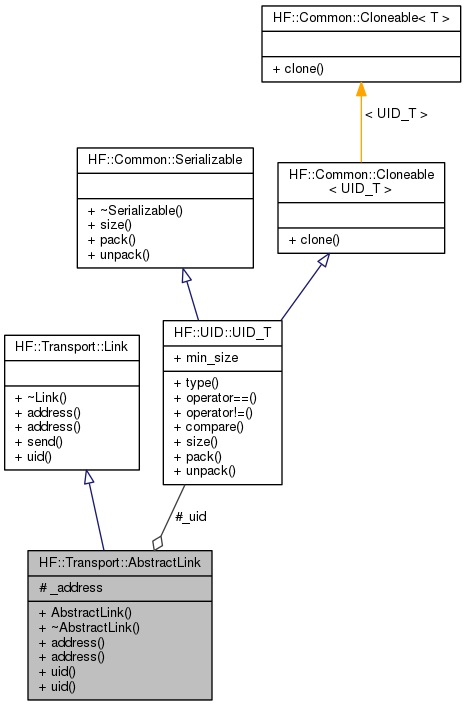 HF::Common::Cloneable< T >
+ clone()
< UID_T >
HF::Common::Serializable
+ ~Serializable()
+ size()
+ pack()
+ unpack()
HF::Common::Cloneable
< UID_T >
+ clone()
HF::Transport::Link
+ ~Link()
+ address()
+ address()
+ send()
+ uid()
HF::UID::UID_T
+ min_size
+ type()
+ operator==()
+ operator!=()
+ compare()
+ size()
+ pack()
+ unpack()
#_uid
HF::Transport::AbstractLink
# _address
+ AbstractLink()
+ ~AbstractLink()
+ address()
+ address()
+ uid()
+ uid()